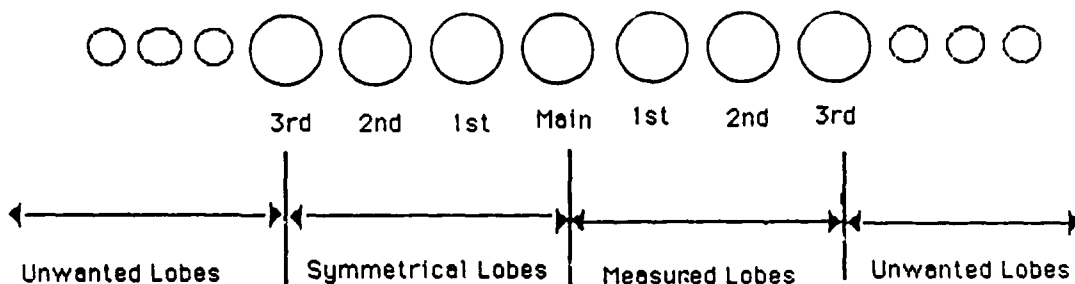 3rd 2nd 1st Main 1st 2nd 3rd
Unwanted Lobes Symmetrical Lobes Measured Lobes Unwanted Lobes